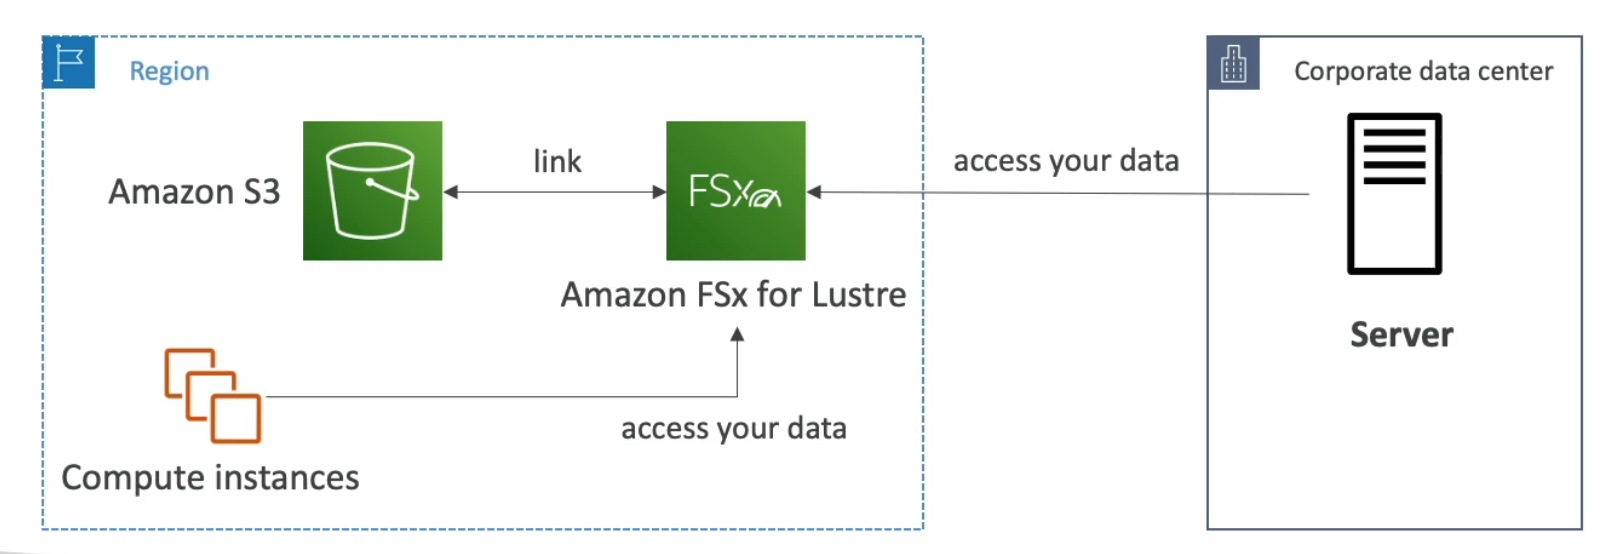 Region
Corporate data center
Amazon S3
link
FSx
access your data
Amazon FSx for Lustre
Server
access your data
Compute instances